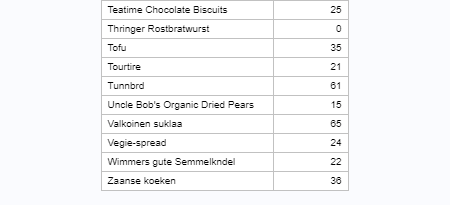 Teatime Chocolate Biscuits 25
Thringer Rostbratwurst 0
Tofu 35
Tourtire 21
Tunnbrd 61
Uncle Bob's Organic Dried Pears 15
Valkoinen suklaa 65
Vegie-spread 24
Wimmers gute Semmelkndel 22
Zaanse koeken 36